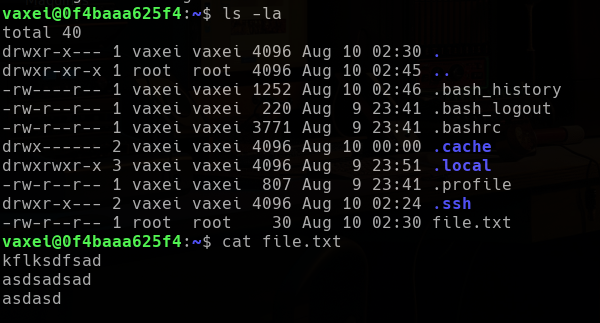 vaxei@0f4baaa625f4:~$ ls -la
total 40
drwxr-x--- 1 vaxei vaxei 4096 Aug 10 02:30 .
drwxr-xr-x 1 root  root  4096 Aug 10 02:45 ..
-rw----r-- 1 vaxei vaxei 1252 Aug 10 02:46 .bash_history
-rw-r--r-- 1 vaxei vaxei  220 Aug  9 23:41 .bash_logout
-rw-r--r-- 1 vaxei vaxei 3771 Aug  9 23:41 .bashrc
drwx------ 2 vaxei vaxei 4096 Aug 10 00:00 .cache
drwxrwxr-x 3 vaxei vaxei 4096 Aug  9 23:51 .local
-rw-r--r-- 1 vaxei vaxei  807 Aug  9 23:41 .profile
drwxr-x--- 2 vaxei vaxei 4096 Aug 10 02:24 .ssh
-rw-r--r-- 1 root  root    30 Aug 10 02:30 file.txt
vaxei@0f4baaa625f4:~$ cat file.txt
kflksdfsad
asdsadsad
asdasd